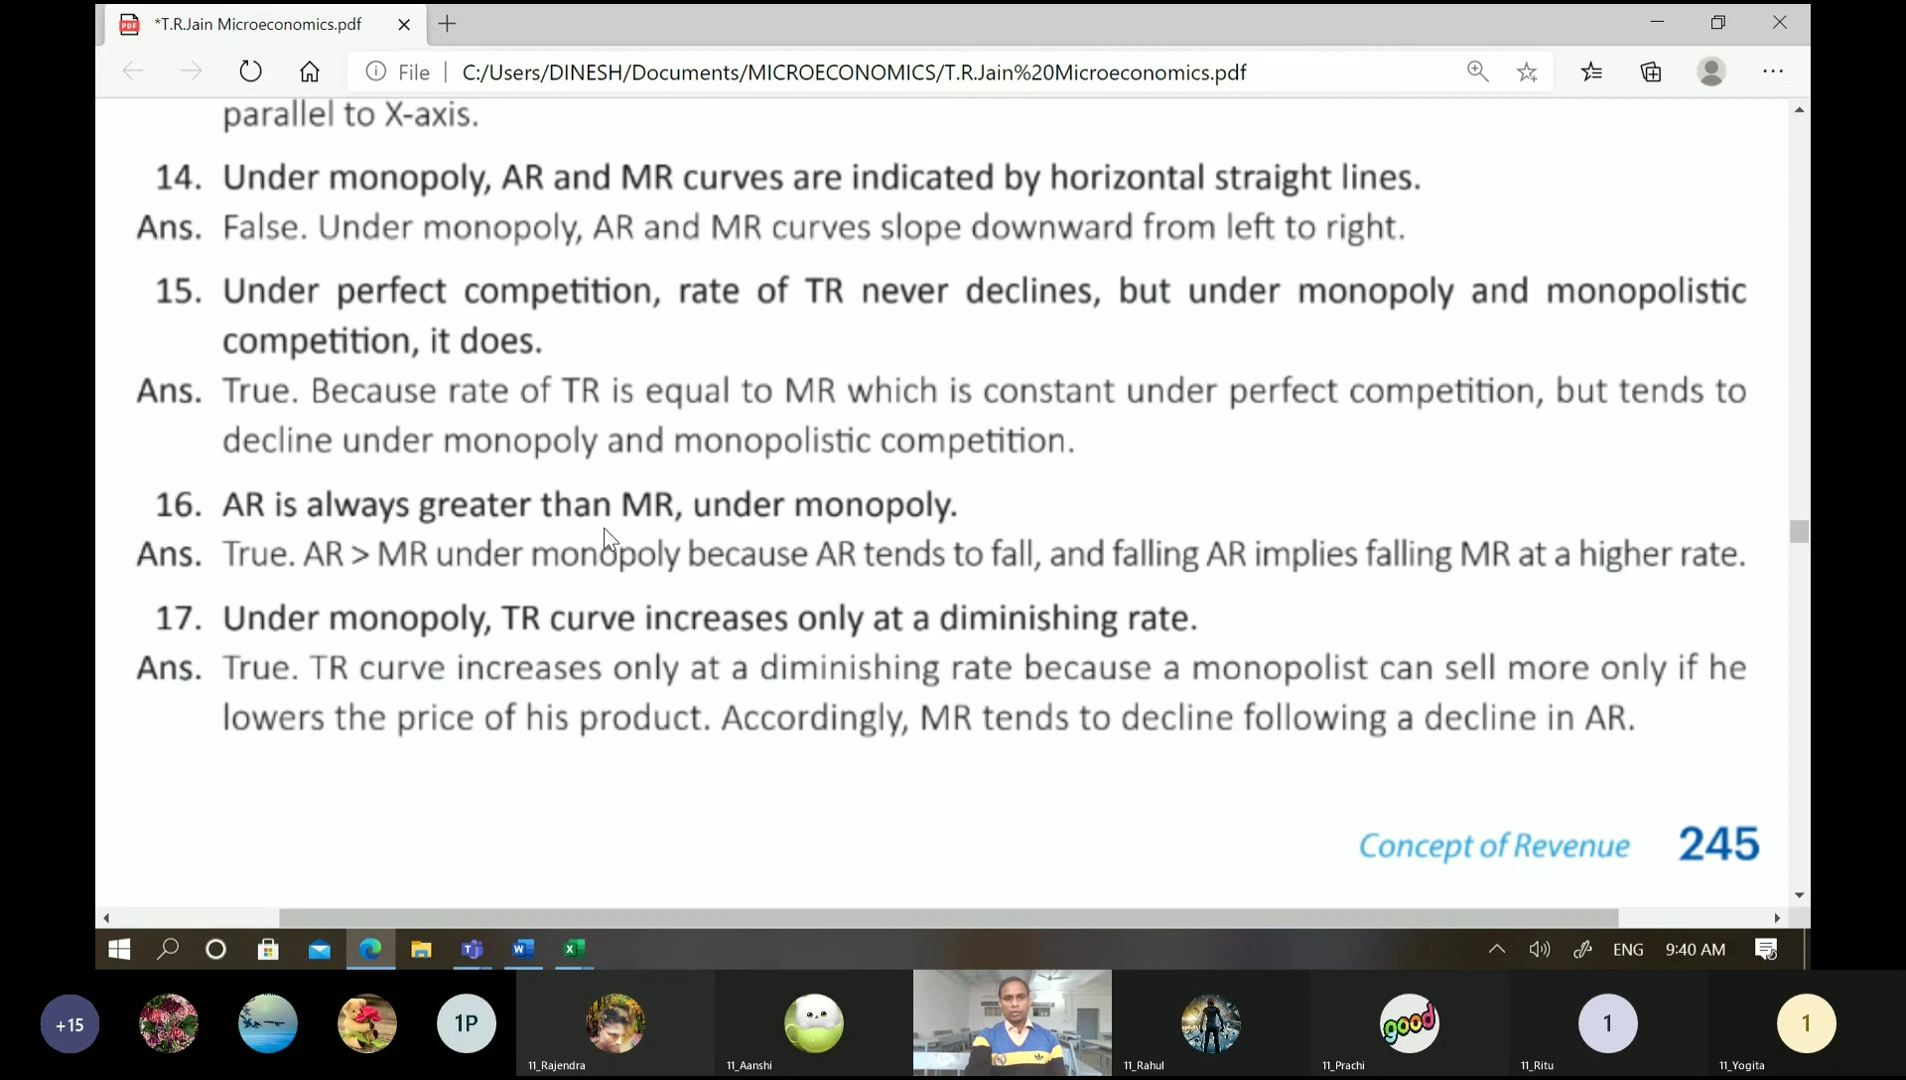 *T.R.Jain Microeconomics.pdf
File C:/Users/DINESH/Documents/MICROECONOMICS/T.R.Jain%20Microeconomics.pdf
parallel to X-axis.
14. Under monopoly, AR and MR curves are indicated by horizontal straight lines.
Ans. False. Under monopoly, AR and MR curves slope downward from left to right.
15. Under perfect competition, rate of TR never declines, but under monopoly and monopolistic
competition, it does.
Ans. True. Because rate of TR is equal to MR which is constant under perfect competition, but tends to
decline under monopoly and monopolistic competition.
16. AR is always greater than MR, under monopoly.
Ans. True. AR > MR under monopoly because AR tends to fall, and falling AR implies falling MR at a higher rate.
17. Under monopoly, TR curve increases only at a diminishing rate.
Ans. True. TR curve increases only at a diminishing rate because a monopolist can sell more only if he
lowers the price of his product. Accordingly, MR tends to decline following a decline in AR.
Concept of Revenue 245
ENG 9:40 AM
+15 1P good 1 1
11_Rajendra 11_Aanshi 11_Rahul 11_Prachi 11_Ritu 11_Yogita